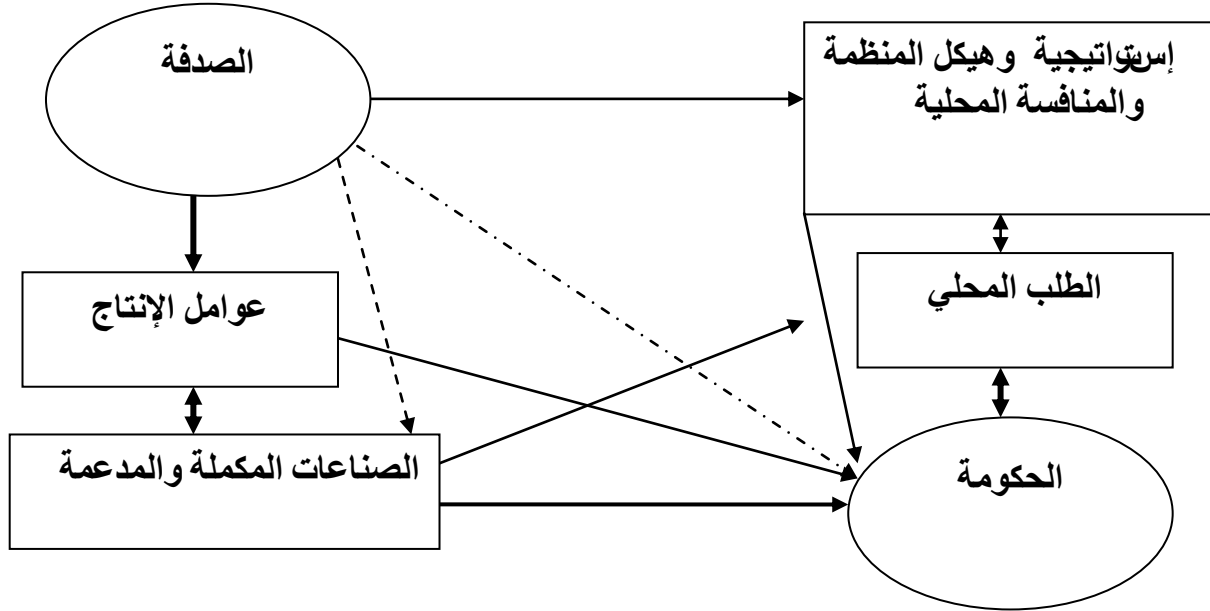 الصدفة
إستراتيجية وهيكل المنظمة
والمنافسة المحلية
عوامل الإنتاج
الطلب المحلي
الصناعات المكملة والمدعمة
الحكومة